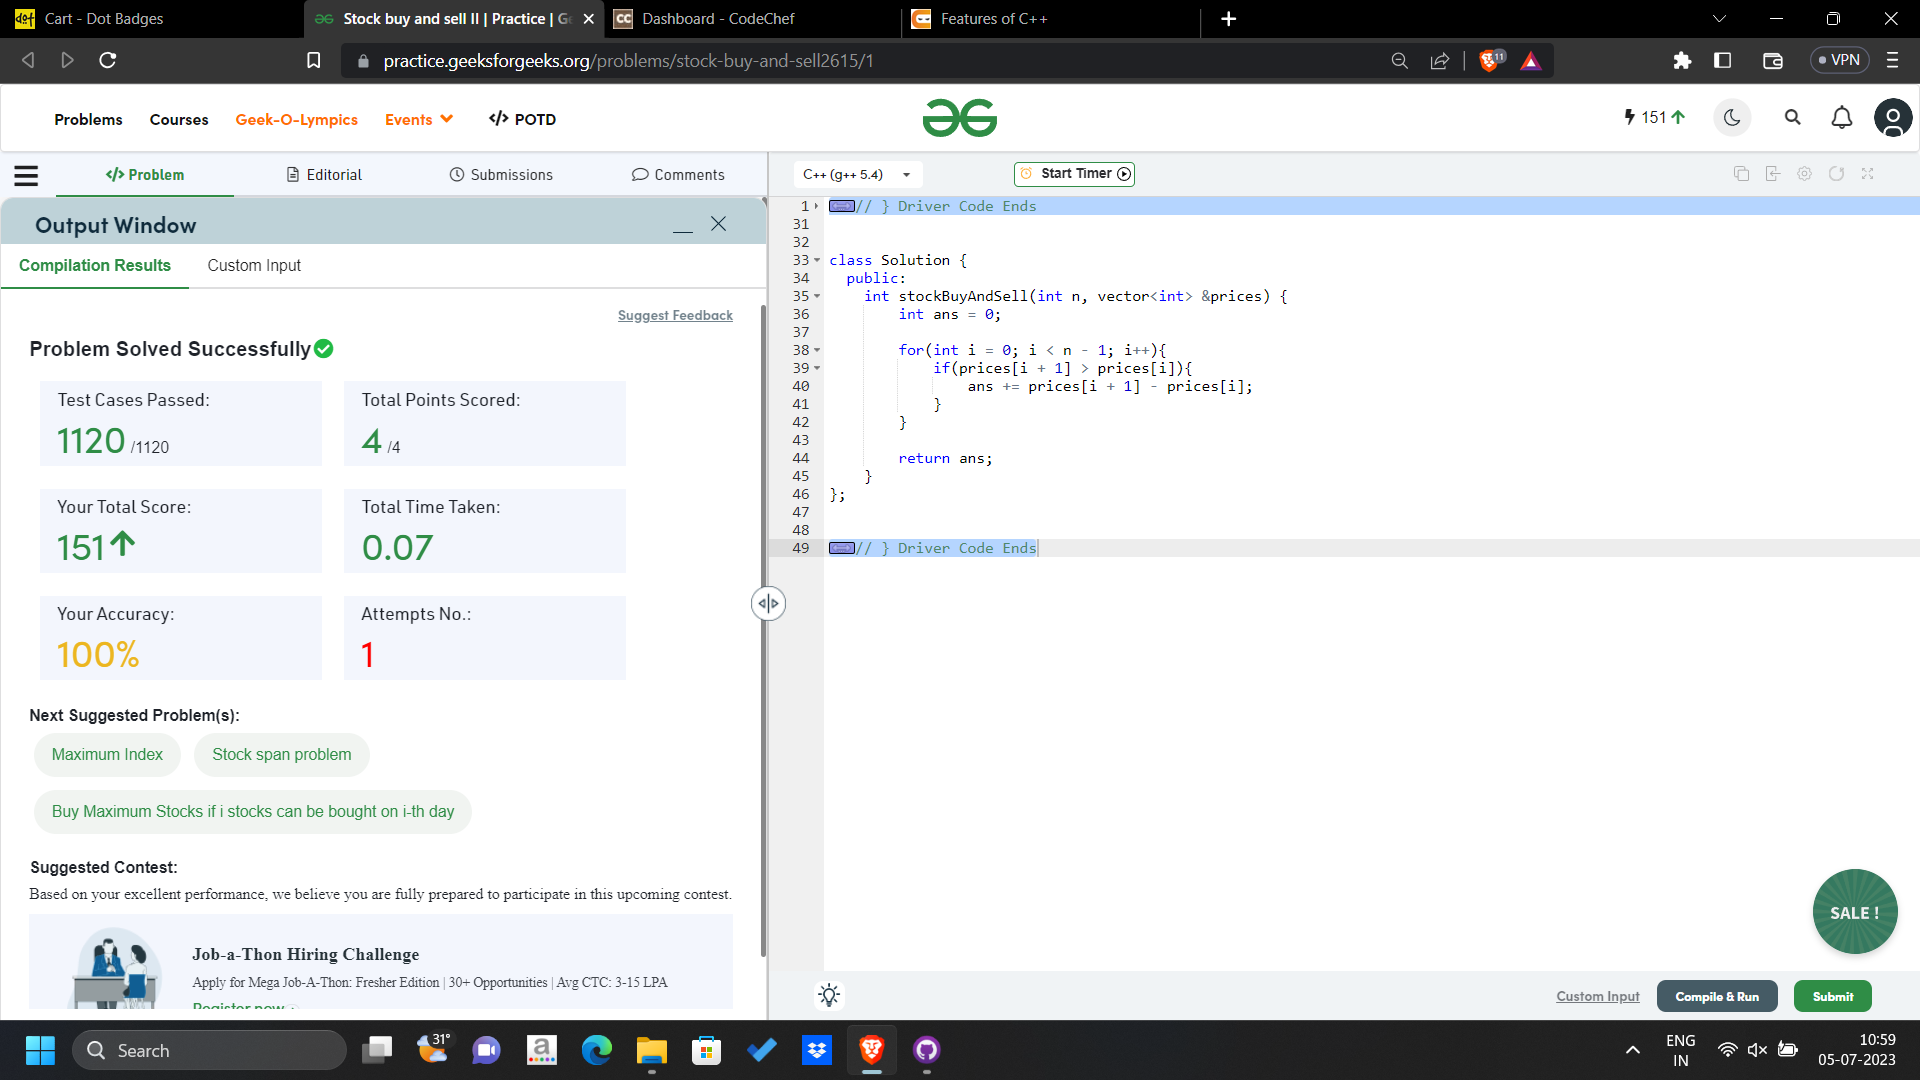 Cart - Dot Badges
Stock buy and sell II | Practice | G
Dashboard - CodeChef
Features of C++
practice.geeksforgeeks.org/problems/stock-buy-and-sell2615/1
11
VPN
Problems
Courses
Geek-O-Lympics
Events
</> POTD
151
</> Problem
Editorial
Submissions
Comments
C++ (g++ 5.4)
Start Timer
Output Window
Compilation Results
Custom Input
Suggest Feedback
Problem Solved Successfully
Test Cases Passed:
1120 /1120
Total Points Scored:
4 /4
Your Total Score:
151
Total Time Taken:
0.07
Your Accuracy:
100%
Attempts No.:
1
Next Suggested Problem(s):
Maximum Index
Stock span problem
Buy Maximum Stocks if i stocks can be bought on i-th day
Suggested Contest:
Based on your excellent performance, we believe you are fully prepared to participate in this upcoming contest.
Job-a-Thon Hiring Challenge
Apply for Mega Job-A-Thon: Fresher Edition | 30+ Opportunities | Avg CTC: 3-15 LPA
Register now
1 // } Driver Code Ends
31
32
33 class Solution {
34 public:
35 int stockBuyAndSell(int n, vector<int> &prices) {
36 int ans = 0;
37
38 for(int i = 0; i < n - 1; i++){
39 if(prices[i + 1] > prices[i]){
40 ans += prices[i + 1] - prices[i];
41 }
42 }
43
44 return ans;
45 }
46 };
47
48
49 // } Driver Code Ends
SALE !
Custom Input
Compile & Run
Submit
Search
31°
ENG
IN
10:59
05-07-2023